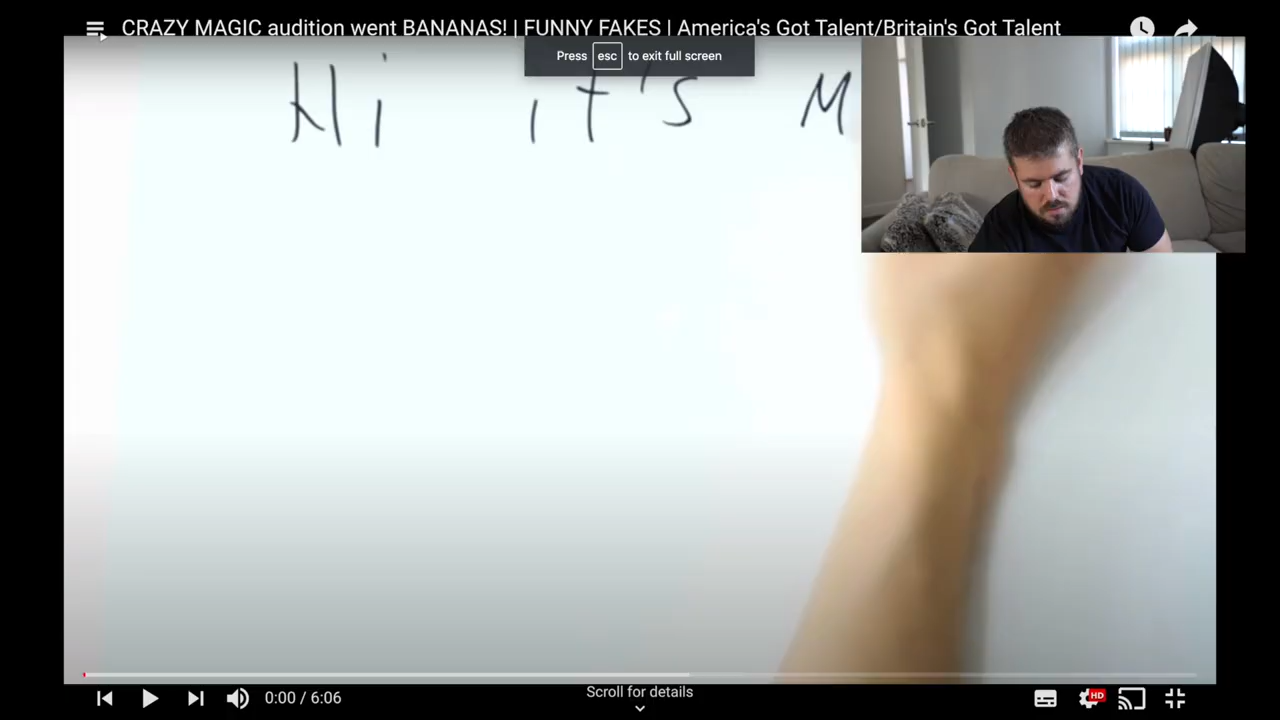 CRAZY MAGIC audition went BANANAS! | FUNNY FAKES | America's Got Talent/Britain's Got Talent
Press esc to exit full screen
Hi it's M
0:00 / 6:06
HD
Scroll for details